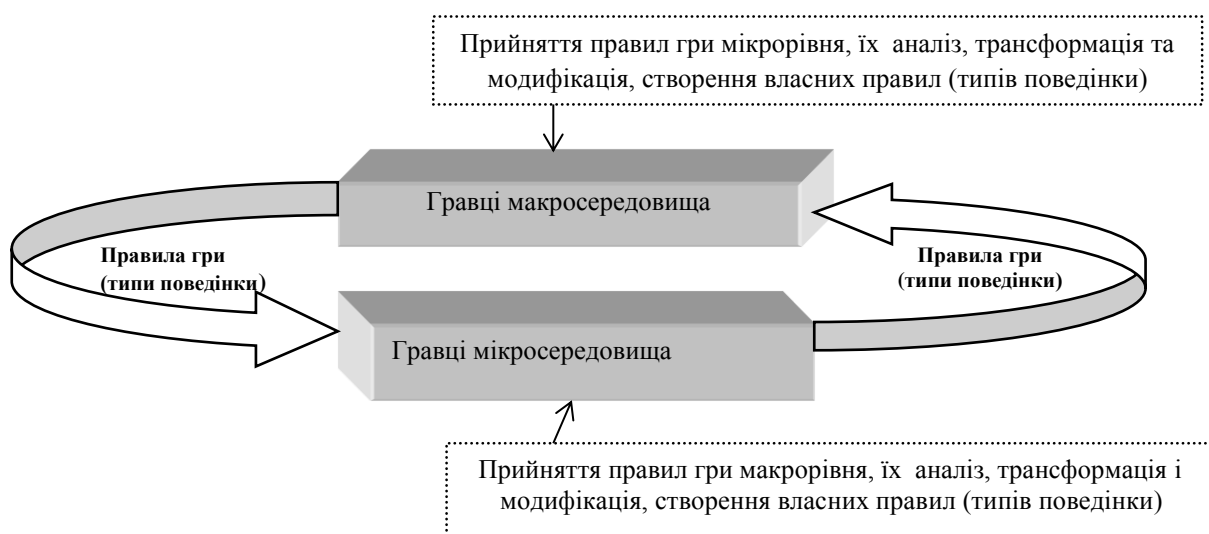 Прийняття правил гри мікрорівня, їх аналіз, трансформація та
модифікація, створення власних правил (типів поведінки)
Гравці макросередовища
Правила гри
(типи поведінки)
Правила гри
(типи поведінки)
Гравці мікросередовища
Прийняття правил гри макрорівня, їх аналіз, трансформація і
модифікація, створення власних правил (типів поведінки)